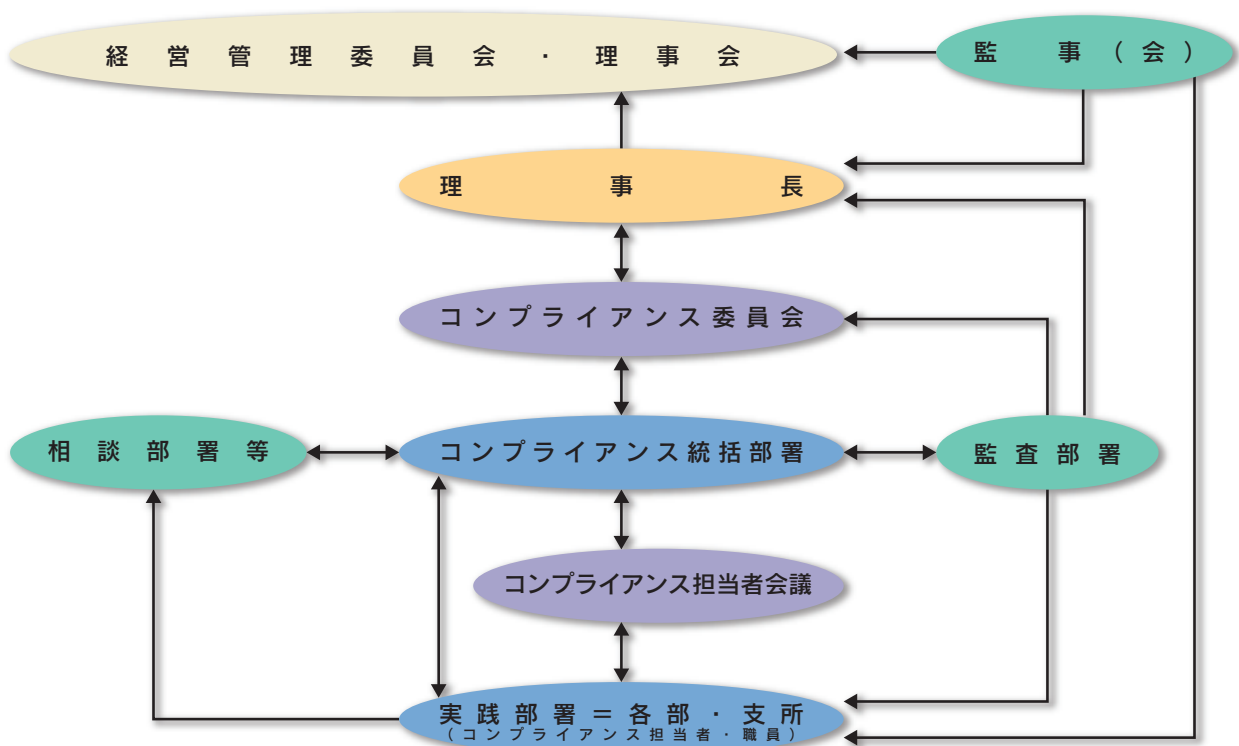 経営管理委員会・理事会
監事(会)
理事長
コンプライアンス委員会
相談部署等
コンプライアンス統括部署
監査部署
コンプライアンス担当者会議
実践部署=各部・支所
(コンプライアンス担当者・職員)